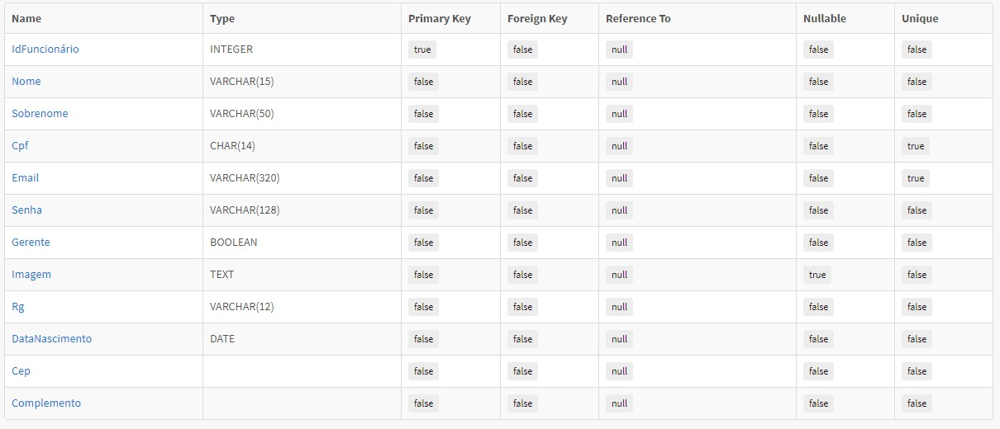 Name Type Primary Key Foreign Key Reference To Nullable Unique
IdFuncionário INTEGER true false null false false
Nome VARCHAR(15) false false null false false
Sobrenome VARCHAR(50) false false null false false
Cpf CHAR(14) false false null false true
Email VARCHAR(320) false false null false true
Senha VARCHAR(128) false false null false false
Gerente BOOLEAN false false null false false
Imagem TEXT false false null true false
Rg VARCHAR(12) false false null false false
DataNascimento DATE false false null false false
Cep false false null false false
Complemento false false null false false